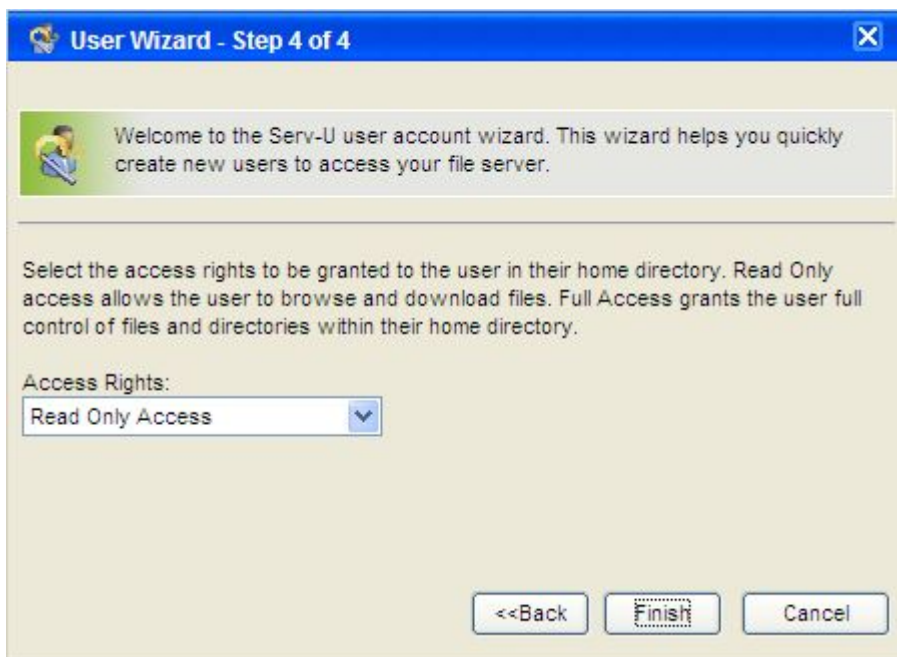 User Wizard - Step 4 of 4
Welcome to the Serv-U user account wizard. This wizard helps you quickly
create new users to access your file server.
Select the access rights to be granted to the user in their home directory. Read Only
access allows the user to browse and download files. Full Access grants the user full
control of files and directories within their home directory.
Access Rights:
Read Only Access
<<Back Finish Cancel